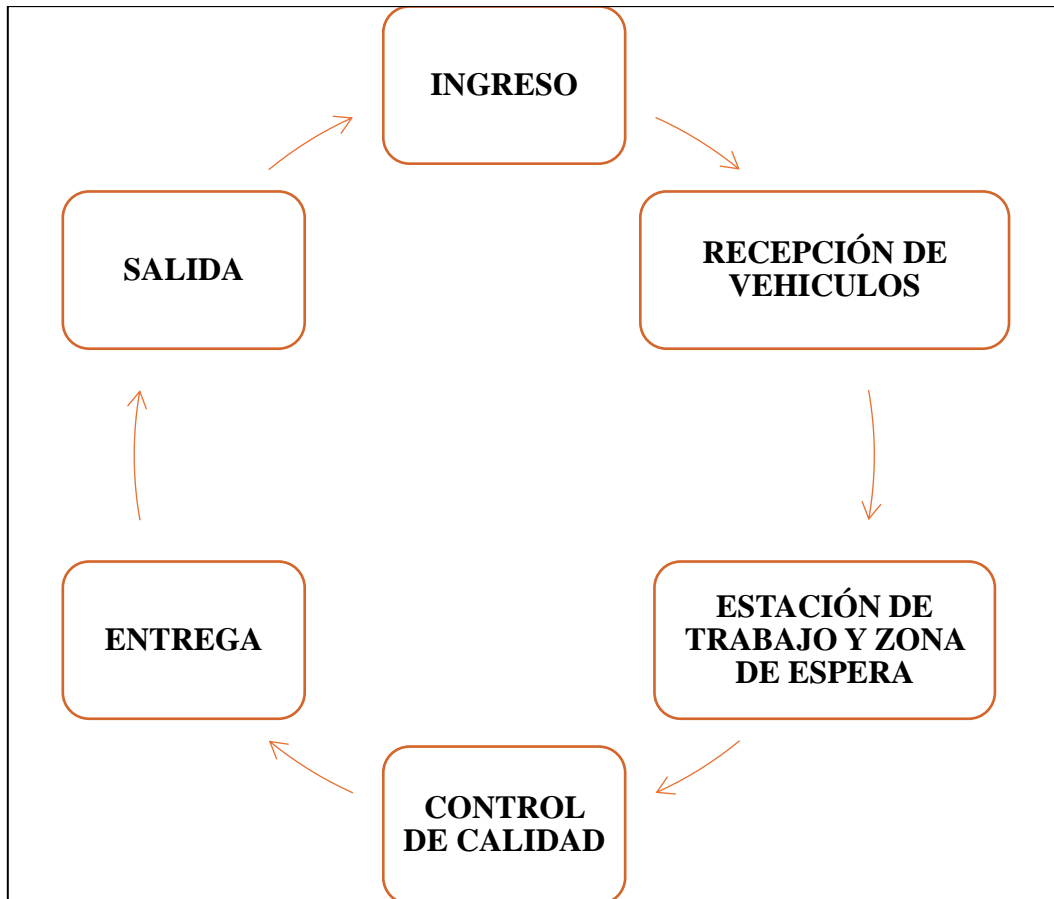 INGRESO
RECEPCIÓN DE
VEHICULOS
ESTACIÓN DE
TRABAJO Y ZONA
DE ESPERA
CONTROL
DE CALIDAD
ENTREGA
SALIDA